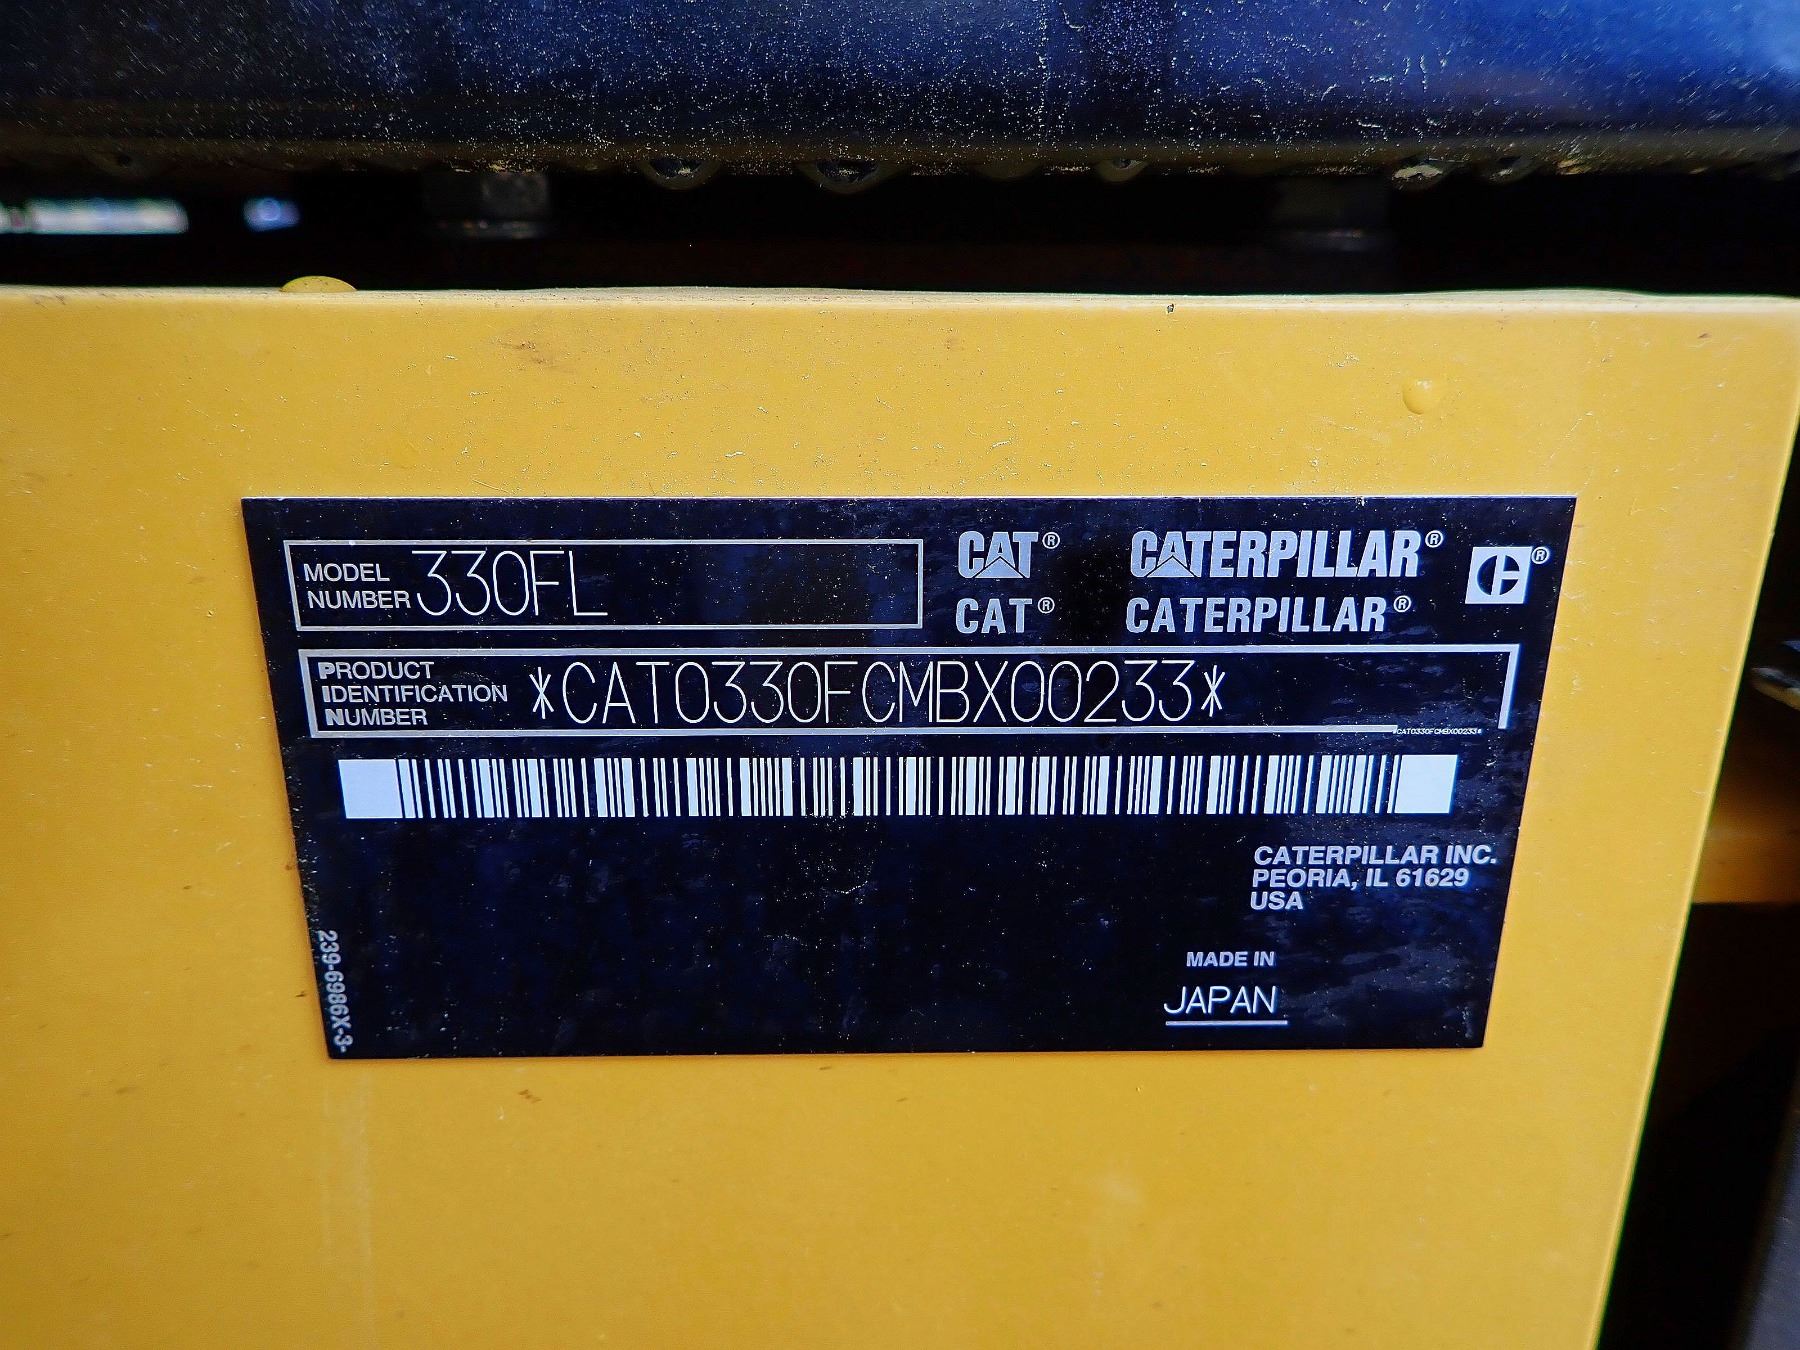 MODEL NUMBER 330FL
CAT® CATERPILLAR® C®
CAT® CATERPILLAR®
PRODUCT
IDENTIFICATION
NUMBER
*CAT0330FCMBX00233*
*CAT0330FCMBX00233*
CATERPILLAR INC.
PEORIA, IL 61629
USA
MADE IN
JAPAN
239-6986X-3-